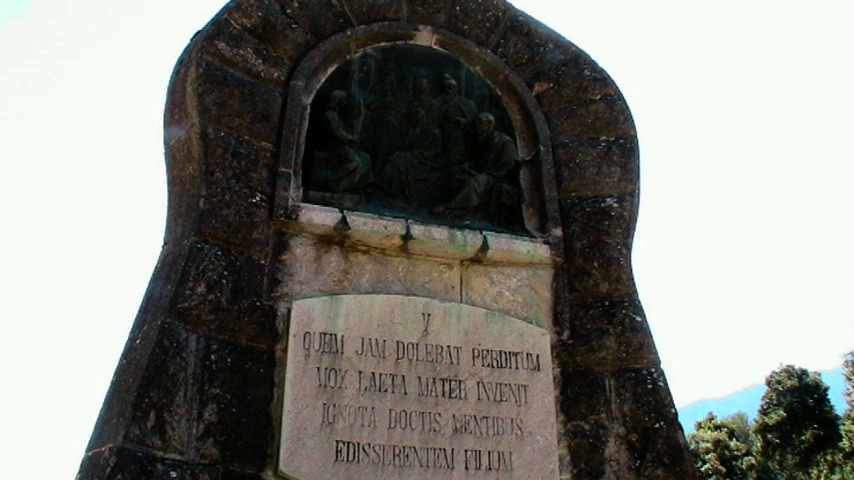 V
QUEM JAM DOLEBAT PERDITUM
MOX LAETA MATER INVENIT
IGNOTA DOCTIS MENTIBUS
EDISSERENTEM FILIUM